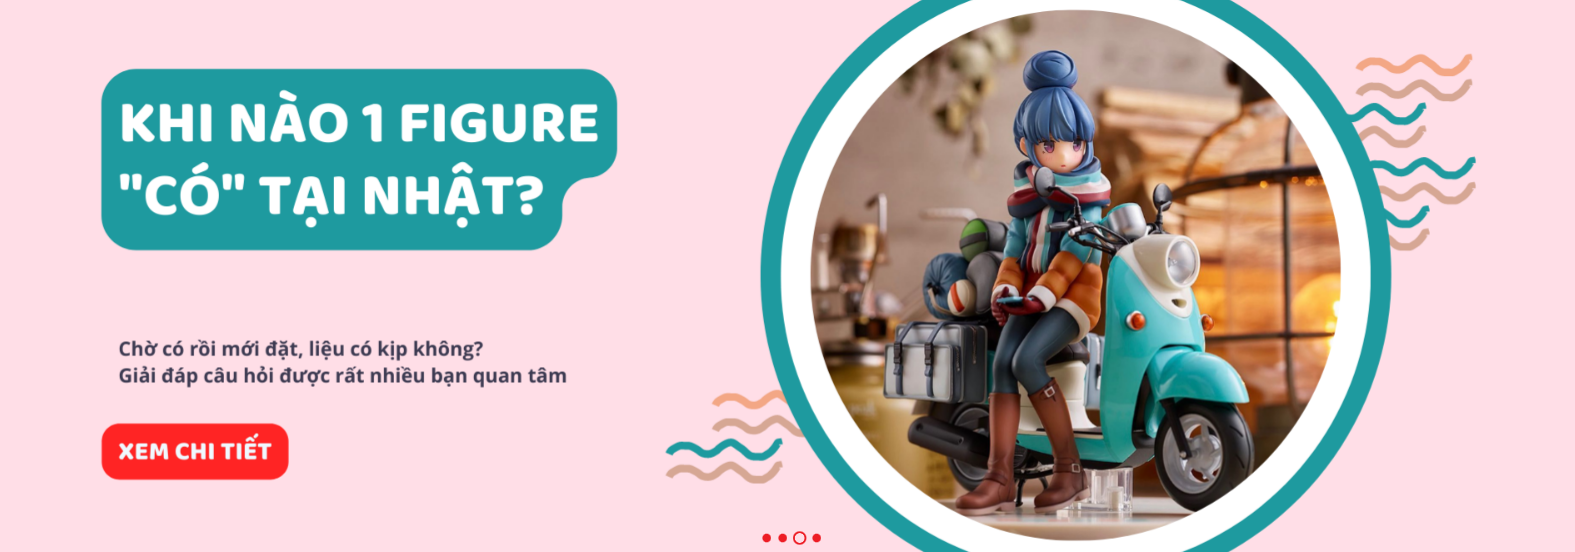 KHI NÀO 1 FIGURE
"CÓ" TẠI NHẬT?
Chờ có rồi mới đặt, liệu có kịp không?
Giải đáp câu hỏi được rất nhiều bạn quan tâm
XEM CHI TIẾT